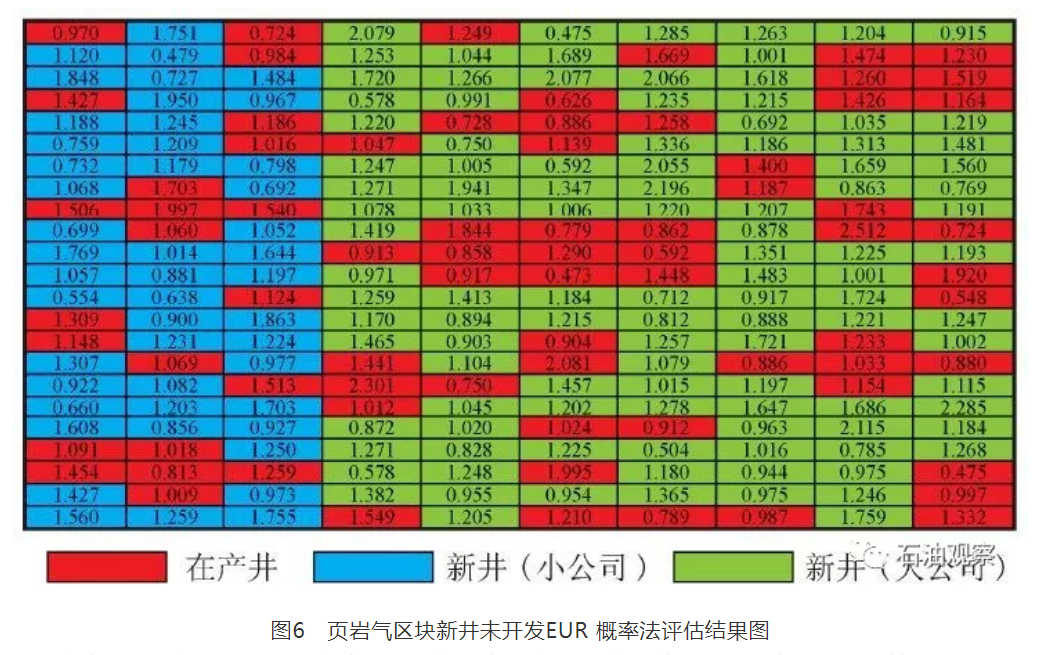 0.970 1.751 0.724 2.079 1.249 0.475 1.285 1.263 1.204 0.915
1.120 0.479 0.984 1.253 1.044 1.689 1.669 1.001 1.474 1.230
1.848 0.727 1.484 1.720 1.266 2.077 2.066 1.618 1.260 1.519
1.427 1.950 0.967 0.578 0.991 0.626 1.235 1.215 1.426 1.164
1.188 1.245 1.186 1.220 0.728 0.886 1.258 0.692 1.035 1.219
0.759 1.209 1.016 1.047 0.750 1.139 1.336 1.186 1.313 1.481
0.732 1.179 0.798 1.247 1.005 0.592 2.055 1.400 1.659 1.560
1.068 1.703 0.692 1.271 1.941 1.347 2.196 1.187 0.863 0.769
1.506 1.997 1.540 1.078 1.033 1.006 1.220 1.207 1.743 1.191
0.699 1.060 1.052 1.419 1.844 0.779 0.862 0.878 2.512 0.724
1.769 1.014 1.644 0.913 0.858 1.290 0.592 1.351 1.225 1.193
1.057 0.881 1.197 0.971 0.917 0.473 1.448 1.483 1.001 1.920
0.554 0.638 1.124 1.259 1.413 1.184 0.712 0.917 1.724 0.548
1.309 0.900 1.863 1.170 0.894 1.215 0.812 0.888 1.221 1.247
1.148 1.231 1.224 1.465 0.903 0.904 1.257 1.721 1.233 1.002
1.307 1.069 0.977 1.441 1.104 2.081 1.079 0.886 1.033 0.880
0.922 1.082 1.513 2.301 0.750 1.457 1.015 1.197 1.154 1.115
0.660 1.203 1.703 1.012 1.045 1.202 1.278 1.647 1.686 2.285
1.608 0.856 0.927 0.872 1.020 1.024 0.912 0.963 2.115 1.184
1.091 1.018 1.250 1.271 0.828 1.225 0.504 1.016 0.785 1.268
1.454 0.813 1.259 0.578 1.248 1.995 1.180 0.944 0.975 0.475
1.427 1.009 0.973 1.382 0.955 0.954 1.365 0.975 1.246 0.997
1.560 1.259 1.755 1.549 1.205 1.210 0.789 0.987 1.759 1.332
石油观察
在产井 新井（小公司） 新井（大公司）
图6 页岩气区块新井未开发EUR 概率法评估结果图